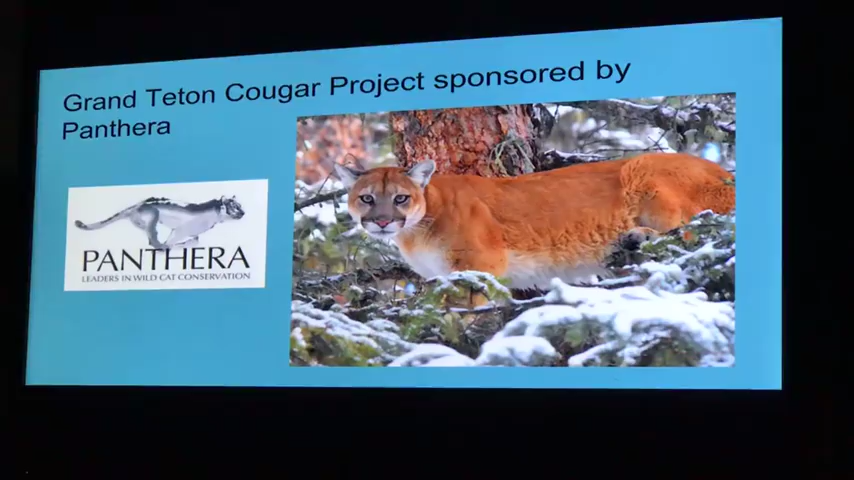 Grand Teton Cougar Project sponsored by
Panthera
PANTHERA
LEADERS IN WILD CAT CONSERVATION